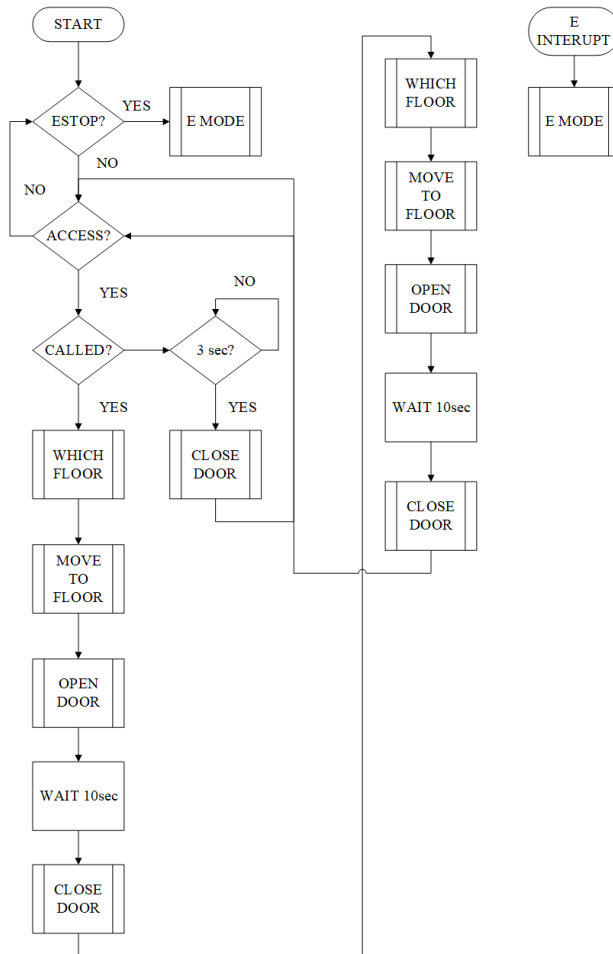 START
ESTOP?
YES
E MODE
NO
NO
ACCESS?
YES
CALLED?
NO
3 sec?
YES
YES
WHICH
FLOOR
CLOSE
DOOR
MOVE
TO
FLOOR
OPEN
DOOR
WAIT 10sec
CLOSE
DOOR
WHICH
FLOOR
MOVE
TO
FLOOR
OPEN
DOOR
WAIT 10sec
CLOSE
DOOR
E
INTERUPT
E MODE